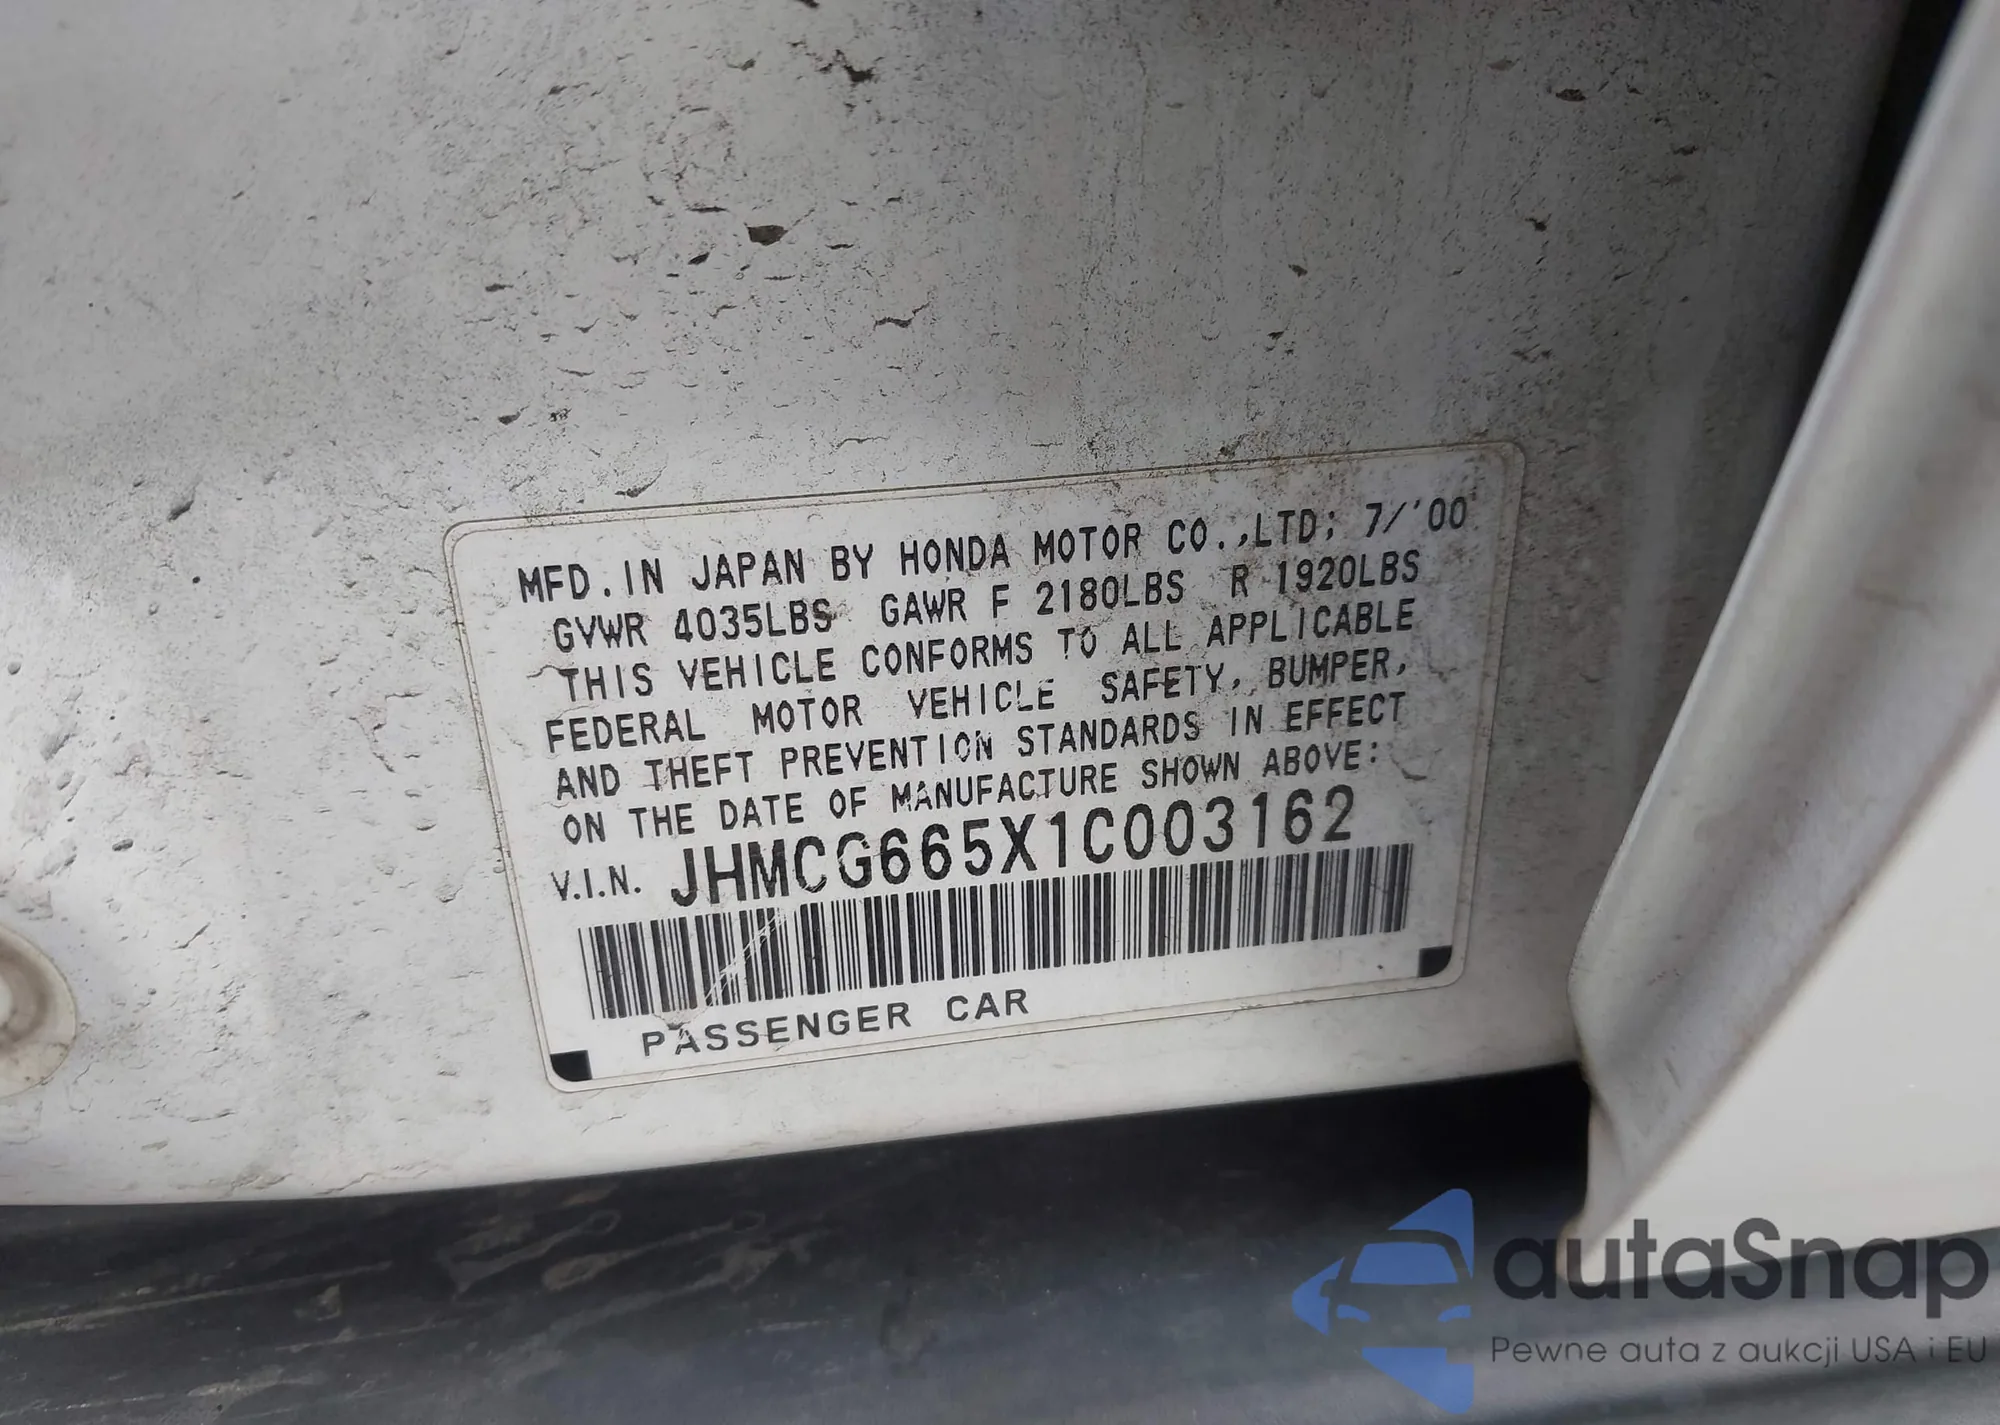 MFD. IN JAPAN BY HONDA MOTOR CO.,LTD; 7/'00
GVWR 4035LBS GAWR F 2180LBS R 1920LBS
THIS VEHICLE CONFORMS TO ALL APPLICABLE
FEDERAL MOTOR VEHICLE SAFETY, BUMPER,
AND THEFT PREVENTION STANDARDS IN EFFECT
ON THE DATE OF MANUFACTURE SHOWN ABOVE:
V.I.N. JHMCG665X1C003162
PASSENGER CAR
autaSnap
Pewne auta z aukcji USA i EU